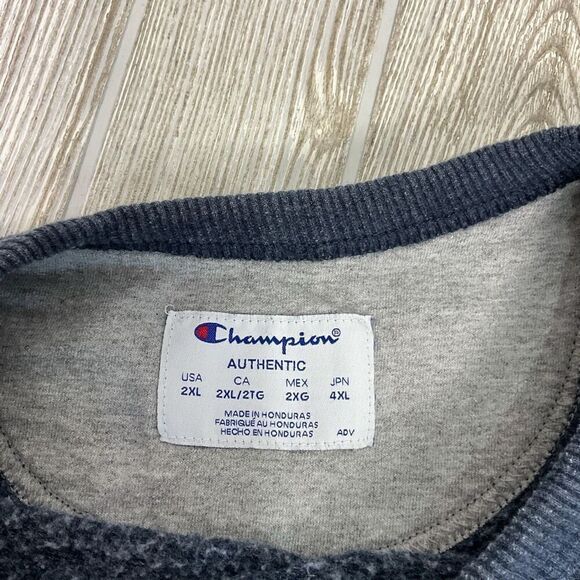 Champion®
AUTHENTIC
USA CA MEX JPN
2XL 2XL/2TG 2XG 4XL
MADE IN HONDURAS
FABRIQUÉ AU HONDURAS
HECHO EN HONDURAS ADV